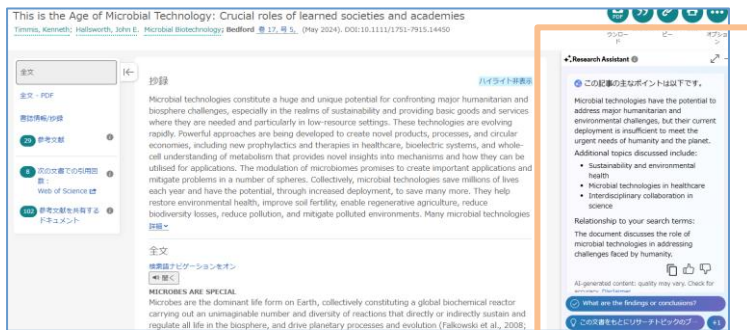 This is the Age of Microbial Technology: Crucial roles of learned societies and academies
Timmis, Kenneth; Hallsworth, John E. Microbial Biotechnology; Bedford 巻 17, 号 5, (May 2024). DOI:10.1111/1751-7915.14450
PDF
ンロー
ド
ピー
オプショ
ン
全文
全文 - PDF
書誌情報/抄録
29 参考文献
8 次の文書での引用回
数:
Web of Science
102 参考文献を共有する
ドキュメント
抄録
ハイライト非表示
Microbial technologies constitute a huge and unique potential for confronting major humanitarian and
biosphere challenges, especially in the realms of sustainability and providing basic goods and services
where they are needed and particularly in low-resource settings. These technologies are evolving
rapidly. Powerful approaches are being developed to create novel products, processes, and circular
economies, including new prophylactics and therapies in healthcare, bioelectric systems, and whole-
cell understanding of metabolism that provides novel insights into mechanisms and how they can be
utilised for applications. The modulation of microbiomes promises to create important applications and
mitigate problems in a number of spheres. Collectively, microbial technologies save millions of lives
each year and have the potential, through increased deployment, to save many more. They help
restore environmental health, improve soil fertility, enable regenerative agriculture, reduce
biodiversity losses, reduce pollution, and mitigate polluted environments. Many microbial technologies
詳細
全文
検索語ナビゲーションをオン
聞く
MICROBES ARE SPECIAL
Microbes are the dominant life form on Earth, collectively constituting a global biochemical reactor
carrying out an unimaginable number and diversity of reactions that directly or indirectly sustain and
regulate all life in the biosphere, and drive planetary processes and evolution (Falkowski et al., 2008;
Research Assistant
この記事の主なポイントは以下です。
Microbial technologies have the potential to
address major humanitarian and
environmental challenges, but their current
deployment is insufficient to meet the
urgent needs of humanity and the planet.
Additional topics discussed include:
• Sustainability and environmental
health
• Microbial technologies in healthcare
• Interdisciplinary collaboration in
science
Relationship to your search terms:
The document discusses the role of
microbial technologies in addressing
challenges faced by humanity.
AI-generated content: quality may vary. Check for
accuracy. Disclaimer
What are the findings or conclusions?
この文書をもとにリサーチトピックのブ… +1